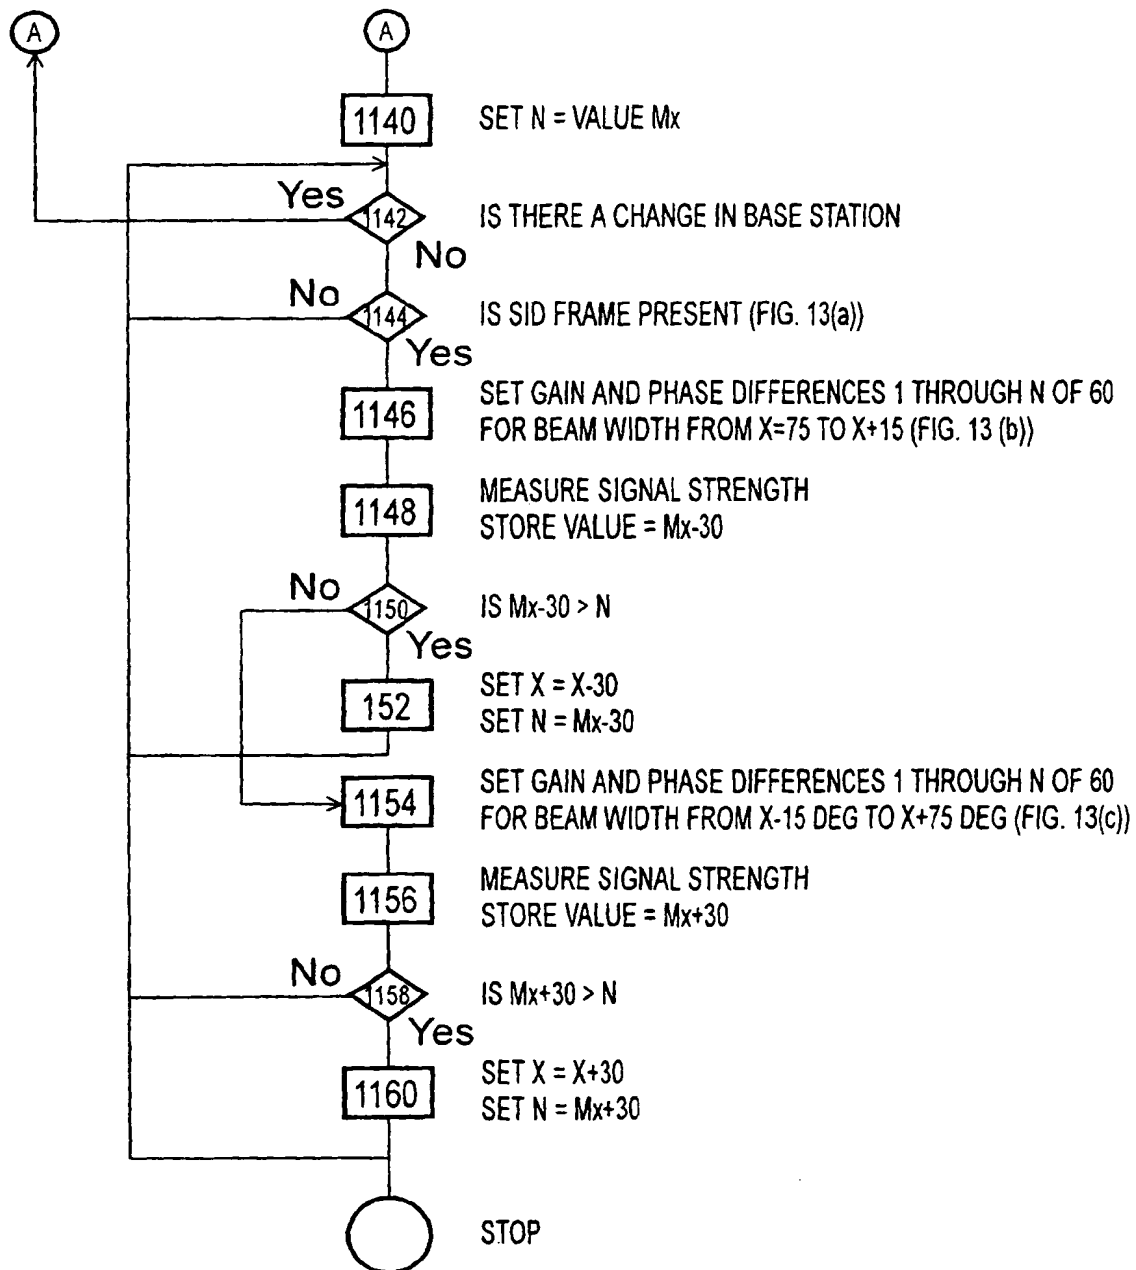 A
A
1140 SET N = VALUE Mx
Yes
1142 IS THERE A CHANGE IN BASE STATION
No
No
1144 IS SID FRAME PRESENT (FIG. 13(a))
Yes
1146 SET GAIN AND PHASE DIFFERENCES 1 THROUGH N OF 60
FOR BEAM WIDTH FROM X=75 TO X+15 (FIG. 13 (b))
1148 MEASURE SIGNAL STRENGTH
STORE VALUE = Mx-30
No
1150 IS Mx-30 > N
Yes
152 SET X = X-30
SET N = Mx-30
1154 SET GAIN AND PHASE DIFFERENCES 1 THROUGH N OF 60
FOR BEAM WIDTH FROM X-15 DEG TO X+75 DEG (FIG. 13(c))
1156 MEASURE SIGNAL STRENGTH
STORE VALUE = Mx+30
No
1158 IS Mx+30 > N
Yes
1160 SET X = X+30
SET N = Mx+30
STOP